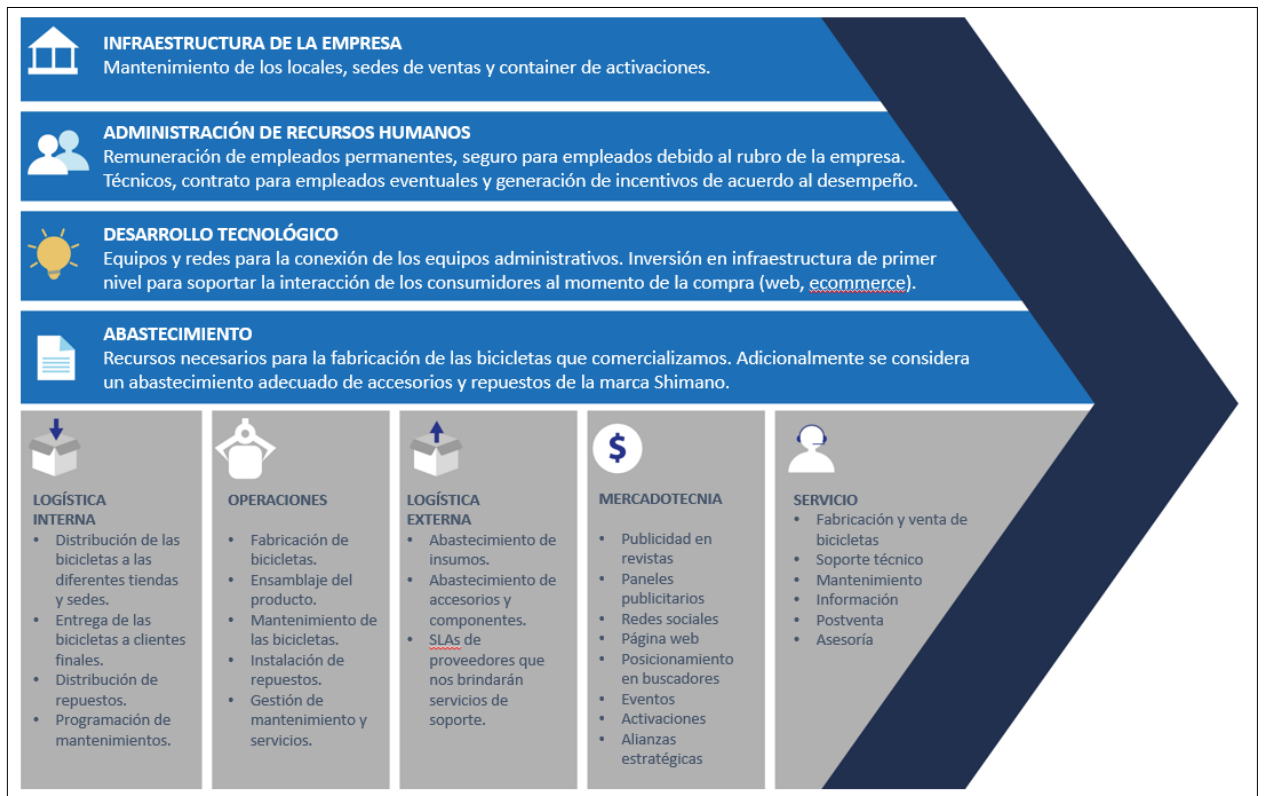 INFRAESTRUCTURA DE LA EMPRESA
Mantenimiento de los locales, sedes de ventas y container de activaciones.
ADMINISTRACIÓN DE RECURSOS HUMANOS
Remuneración de empleados permanentes, seguro para empleados debido al rubro de la empresa.
Técnicos, contrato para empleados eventuales y generación de incentivos de acuerdo al desempeño.
DESARROLLO TECNOLÓGICO
Equipos y redes para la conexión de los equipos administrativos. Inversión en infraestructura de primer
nivel para soportar la interacción de los consumidores al momento de la compra (web, ecommerce).
ABASTECIMIENTO
Recursos necesarios para la fabricación de las bicicletas que comercializamos. Adicionalmente se considera
un abastecimiento adecuado de accesorios y repuestos de la marca Shimano.
LOGÍSTICA
INTERNA
• Distribución de las
bicicletas a las
diferentes tiendas
y sedes.
• Entrega de las
bicicletas a clientes
finales.
• Distribución de
repuestos.
• Programación de
mantenimientos.
OPERACIONES
• Fabricación de
bicicletas.
• Ensamblaje del
producto.
• Mantenimiento de
las bicicletas.
• Instalación de
repuestos.
• Gestión de
mantenimiento y
servicios.
LOGÍSTICA
EXTERNA
• Abastecimiento de
insumos.
• Abastecimiento de
accesorios y
componentes.
• SLAs de
proveedores que
nos brindarán
servicios de
soporte.
$
MERCADOTECNIA
• Publicidad en
revistas
• Paneles
publicitarios
• Redes sociales
• Página web
• Posicionamiento
en buscadores
• Eventos
• Activaciones
• Alianzas
estratégicas
SERVICIO
• Fabricación y venta de
bicicletas
• Soporte técnico
• Mantenimiento
• Información
• Postventa
• Asesoría